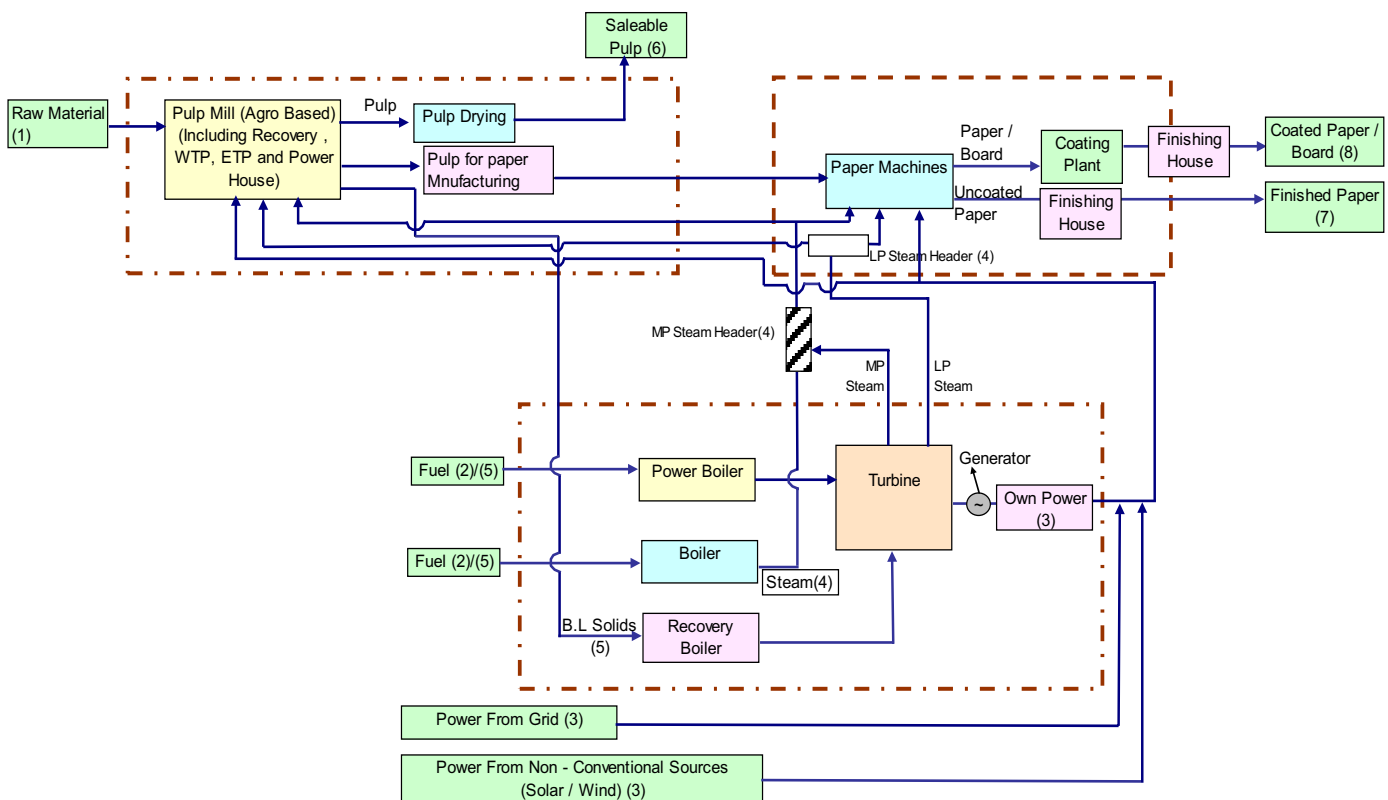 Saleable
Pulp (6)
Raw Material
(1)
Pulp Mill (Agro Based)
(Including Recovery ,
WTP, ETP and Power
House)
Pulp
Pulp Drying
Pulp for paper
Mnufacturing
Paper Machines
Paper /
Board
Uncoated
Paper
Coating
Plant
Finishing
House
Coated Paper /
Board (8)
Finishing
House
Finished Paper
(7)
LP Steam Header (4)
MP Steam Header(4)
MP
Steam
LP
Steam
Fuel (2)/(5)
Power Boiler
Turbine
Generator
~
Own Power
(3)
Fuel (2)/(5)
Boiler
Steam(4)
B.L Solids
(5)
Recovery
Boiler
Power From Grid (3)
Power From Non - Conventional Sources
(Solar / Wind) (3)